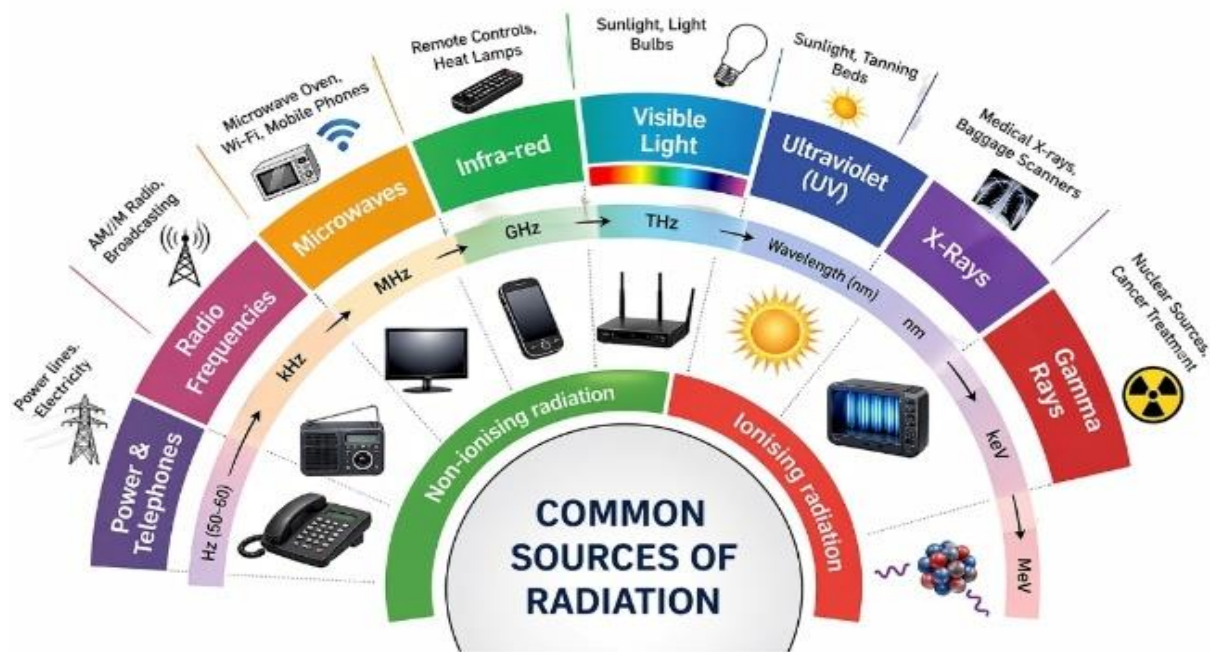 Power lines,
Electricity
AM//M Radio,
Broadcasting
Microwave Oven,
Wi-Fi, Mobile Phones
Remote Controls,
Heat Lamps
Sunlight, Light
Bulbs
Sunlight, Tanning
Beds
Medical X-rays,
Baggage Scanners
Nuclear Sources,
Cancer Treatment
Power &
Telephones
Radio
Frequencies
Microwaves
Infra-red
Visible
Light
Ultraviolet
(UV)
X-Rays
Gamma
Rays
Hz (50-60)
kHz
MHz
GHz
THz
Wavelength (nm)
nm
keV
MeV
Non-ionising radiation
Ionising radiation
COMMON
SOURCES OF
RADIATION